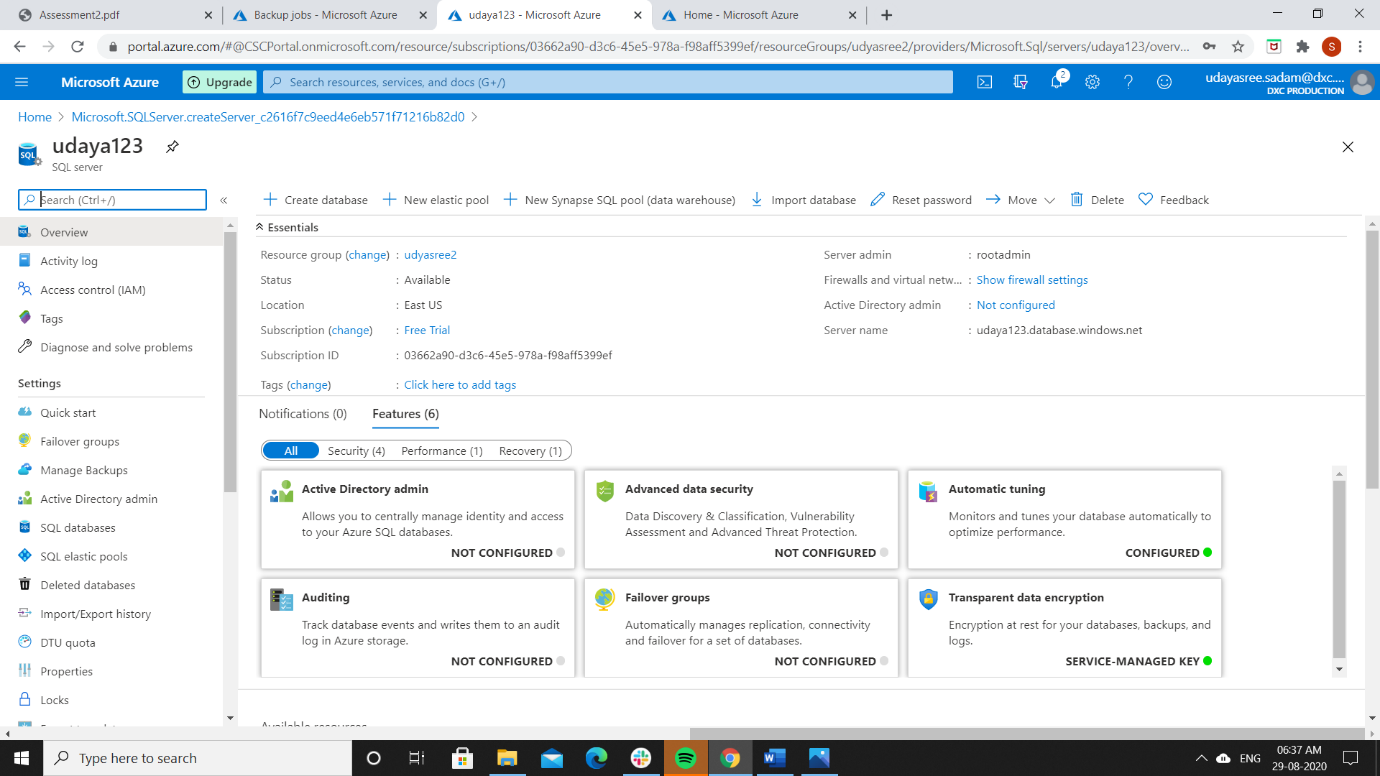 Assessment2.pdf
Backup jobs - Microsoft Azure
udaya123 - Microsoft Azure
Home - Microsoft Azure
portal.azure.com/#@CSCPortal.onmicrosoft.com/resource/subscriptions/03662a90-d3c6-45e5-978a-f98aff5399ef/resourceGroups/udyasree2/providers/Microsoft.Sql/servers/udaya123/overv...
S
Microsoft Azure
Upgrade
Search resources, services, and docs (G+/)
2
udayasree.sadam@dxc....
DXC PRODUCTION
Home > Microsoft.SQLServer.createServer_c2616f7c9eed4e6eb571f71216b82d0 >
SQL
udaya123
SQL server
Search (Ctrl+/)
«
Create database
New elastic pool
New Synapse SQL pool (data warehouse)
Import database
Reset password
Move
Delete
Feedback
Overview
Activity log
Access control (IAM)
Tags
Diagnose and solve problems
Settings
Quick start
Failover groups
Manage Backups
Active Directory admin
SQL databases
SQL elastic pools
Deleted databases
Import/Export history
DTU quota
Properties
Locks
Essentials
Resource group (change) : udyasree2
Status : Available
Location : East US
Subscription (change) : Free Trial
Subscription ID : 03662a90-d3c6-45e5-978a-f98aff5399ef
Tags (change) : Click here to add tags
Server admin : rootadmin
Firewalls and virtual netw... : Show firewall settings
Active Directory admin : Not configured
Server name : udaya123.database.windows.net
Notifications (0)
Features (6)
All
Security (4)
Performance (1)
Recovery (1)
Active Directory admin
Allows you to centrally manage identity and access
to your Azure SQL databases.
NOT CONFIGURED
Advanced data security
Data Discovery & Classification, Vulnerability
Assessment and Advanced Threat Protection.
NOT CONFIGURED
Automatic tuning
Monitors and tunes your database automatically to
optimize performance.
CONFIGURED
Auditing
Track database events and writes them to an audit
log in Azure storage.
NOT CONFIGURED
Failover groups
Automatically manages replication, connectivity
and failover for a set of databases.
NOT CONFIGURED
Transparent data encryption
Encryption at rest for your databases, backups, and
logs.
SERVICE-MANAGED KEY
Available resources
Type here to search
ENG
06:37 AM
29-08-2020